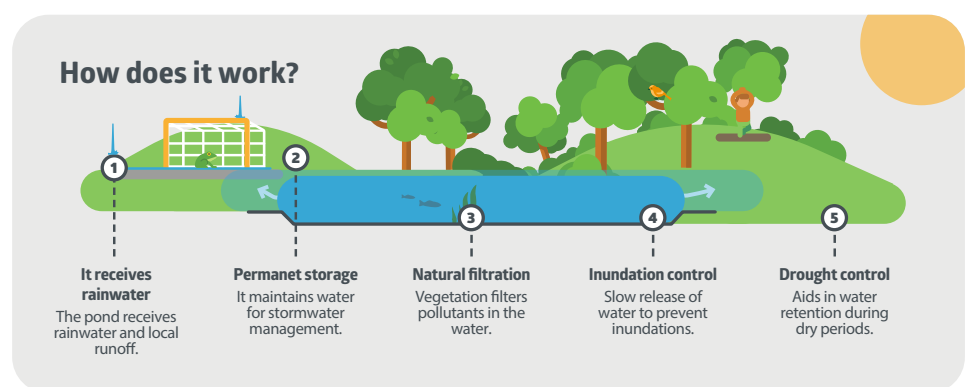 How does it work?
1
2
3
4
5
It receives
rainwater
The pond receives
rainwater and local
runoff.
Permanet storage
It maintains water
for stormwater
management.
Natural filtration
Vegetation filters
pollutants in the
water.
Inundation control
Slow release of
water to prevent
inundations.
Drought control
Aids in water
retention during
dry periods.